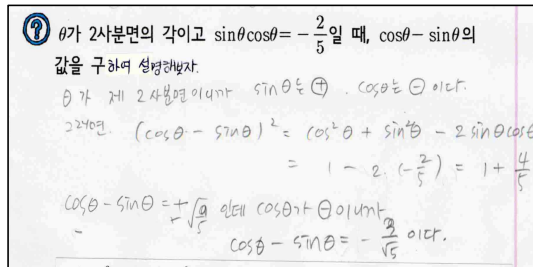 ? θ가 2사분면의 각이고 sinθcosθ= -2/5일 때, cosθ-sinθ의
값을 구하여 설명해보자.
θ가 제 2사분면이니까 sinθ는 ⊕, cosθ는 ⊖이다.
그러면. (cosθ - sinθ)² = cos²θ + sin²θ - 2sinθcosθ
= 1 - 2·(-2/5) = 1 + 4/5
cosθ - sinθ = ±√9/5 인데 cosθ가 ⊖이니까
cosθ - sinθ = - 3/√5 이다.